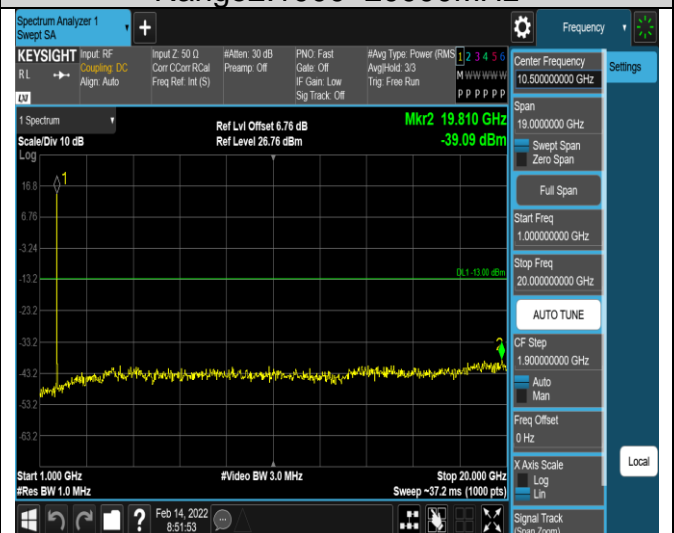 Spectrum Analyzer 1
Swept SA
Frequency
KEYSIGHT
RL
LXI
Input: RF
Coupling: DC
Align: Auto
Input Z: 50 Ω
Corr CCorr RCal
Freq Ref: Int (S)
#Atten: 30 dB
Preamp: Off
PNO: Fast
Gate: Off
IF Gain: Low
Sig Track: Off
#Avg Type: Power (RMS
Avg|Hold: 3/3
Trig: Free Run
1 2 3 4 5 6
M W W W W W
P P P P P P
1 Spectrum
Scale/Div 10 dB
Log
Ref Lvl Offset 6.76 dB
Ref Level 26.76 dBm
Mkr2 19.810 GHz
-39.09 dBm
1
16.8
6.76
-3.24
-13.2
DL1 -13.00 dBm
-23.2
-33.2
2
-43.2
-53.2
-63.2
Start 1.000 GHz
#Res BW 1.0 MHz
#Video BW 3.0 MHz
Stop 20.000 GHz
Sweep ~37.2 ms (1000 pts)
Feb 14, 2022
8:51:53
Center Frequency
10.500000000 GHz
Settings
Span
19.0000000 GHz
Swept Span
Zero Span
Full Span
Start Freq
1.000000000 GHz
Stop Freq
20.000000000 GHz
AUTO TUNE
CF Step
1.900000000 GHz
Auto
Man
Freq Offset
0 Hz
X Axis Scale
Log
Lin
Local
Signal Track
(Span Zoom)